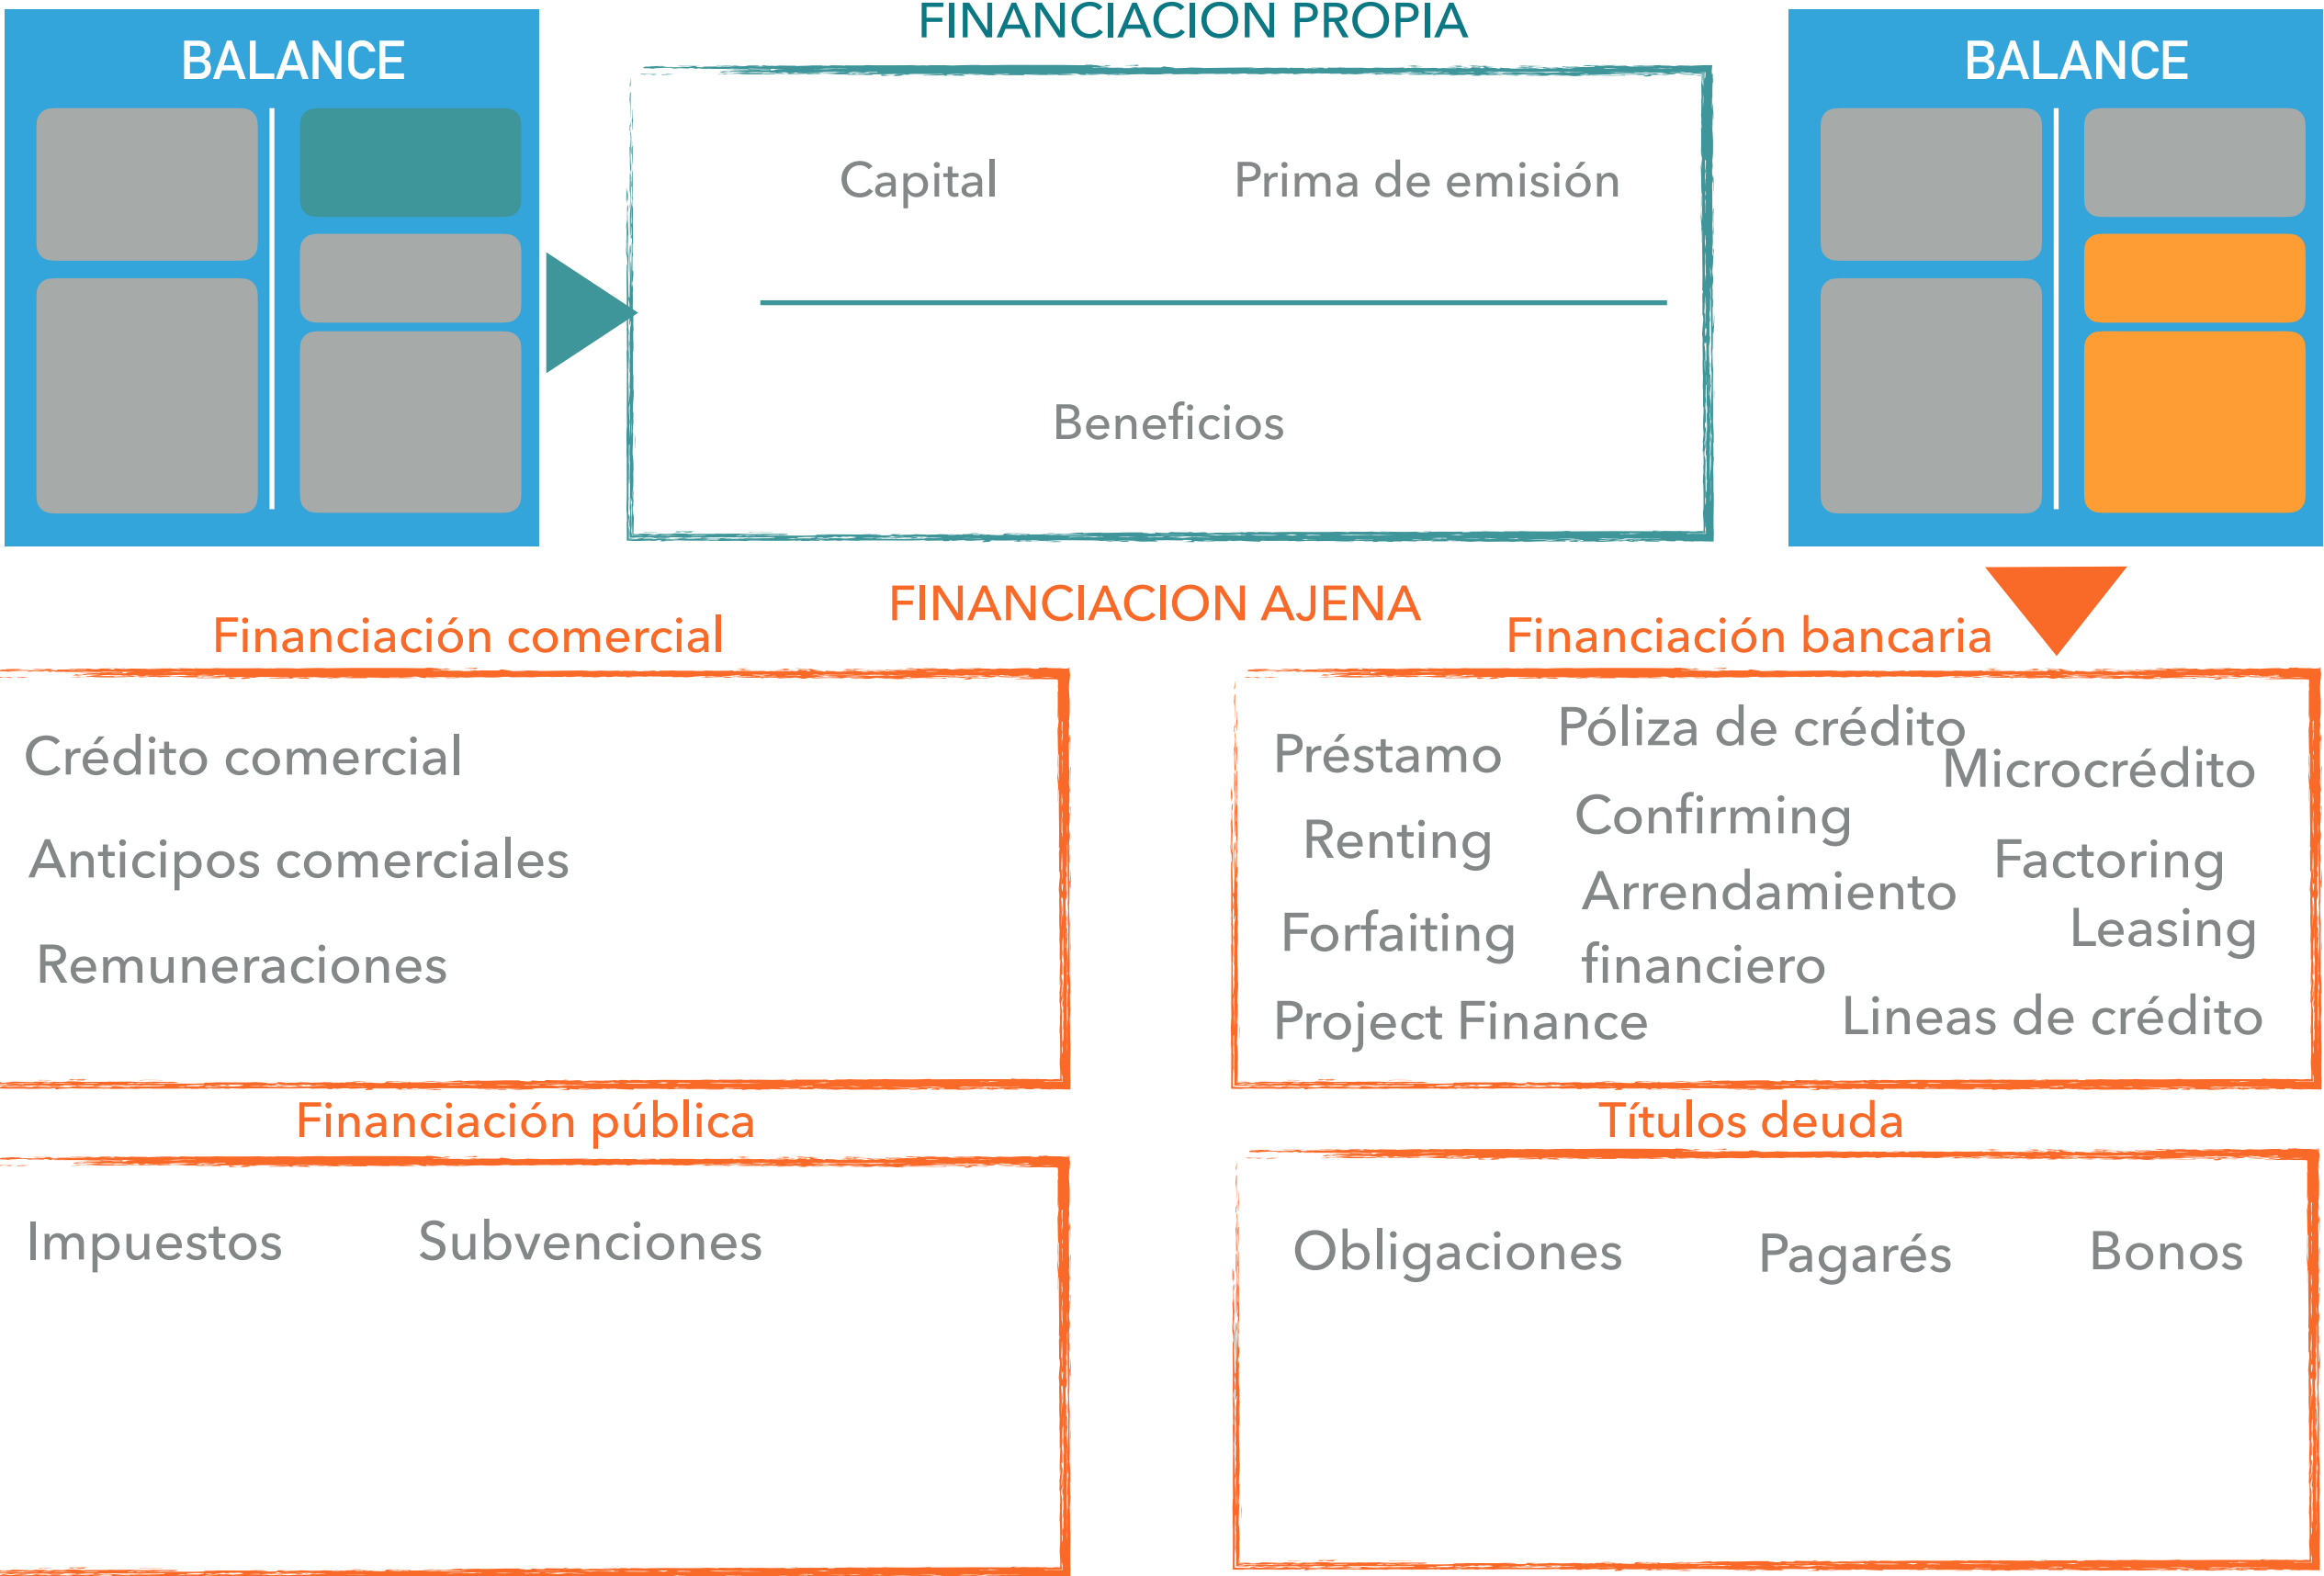 FINANCIACION PROPIA
BALANCE
BALANCE
Capital
Prima de emisión
Beneficios
FINANCIACION AJENA
Financiación comercial
Crédito comercial
Anticipos comerciales
Remuneraciones
Financiación bancaria
Préstamo
Póliza de crédito
Microcrédito
Renting
Confirming
Factoring
Forfaiting
Arrendamiento
financiero
Leasing
Project Finance
Lineas de crédito
Financiación pública
Impuestos
Subvenciones
Títulos deuda
Obligaciones
Pagarés
Bonos